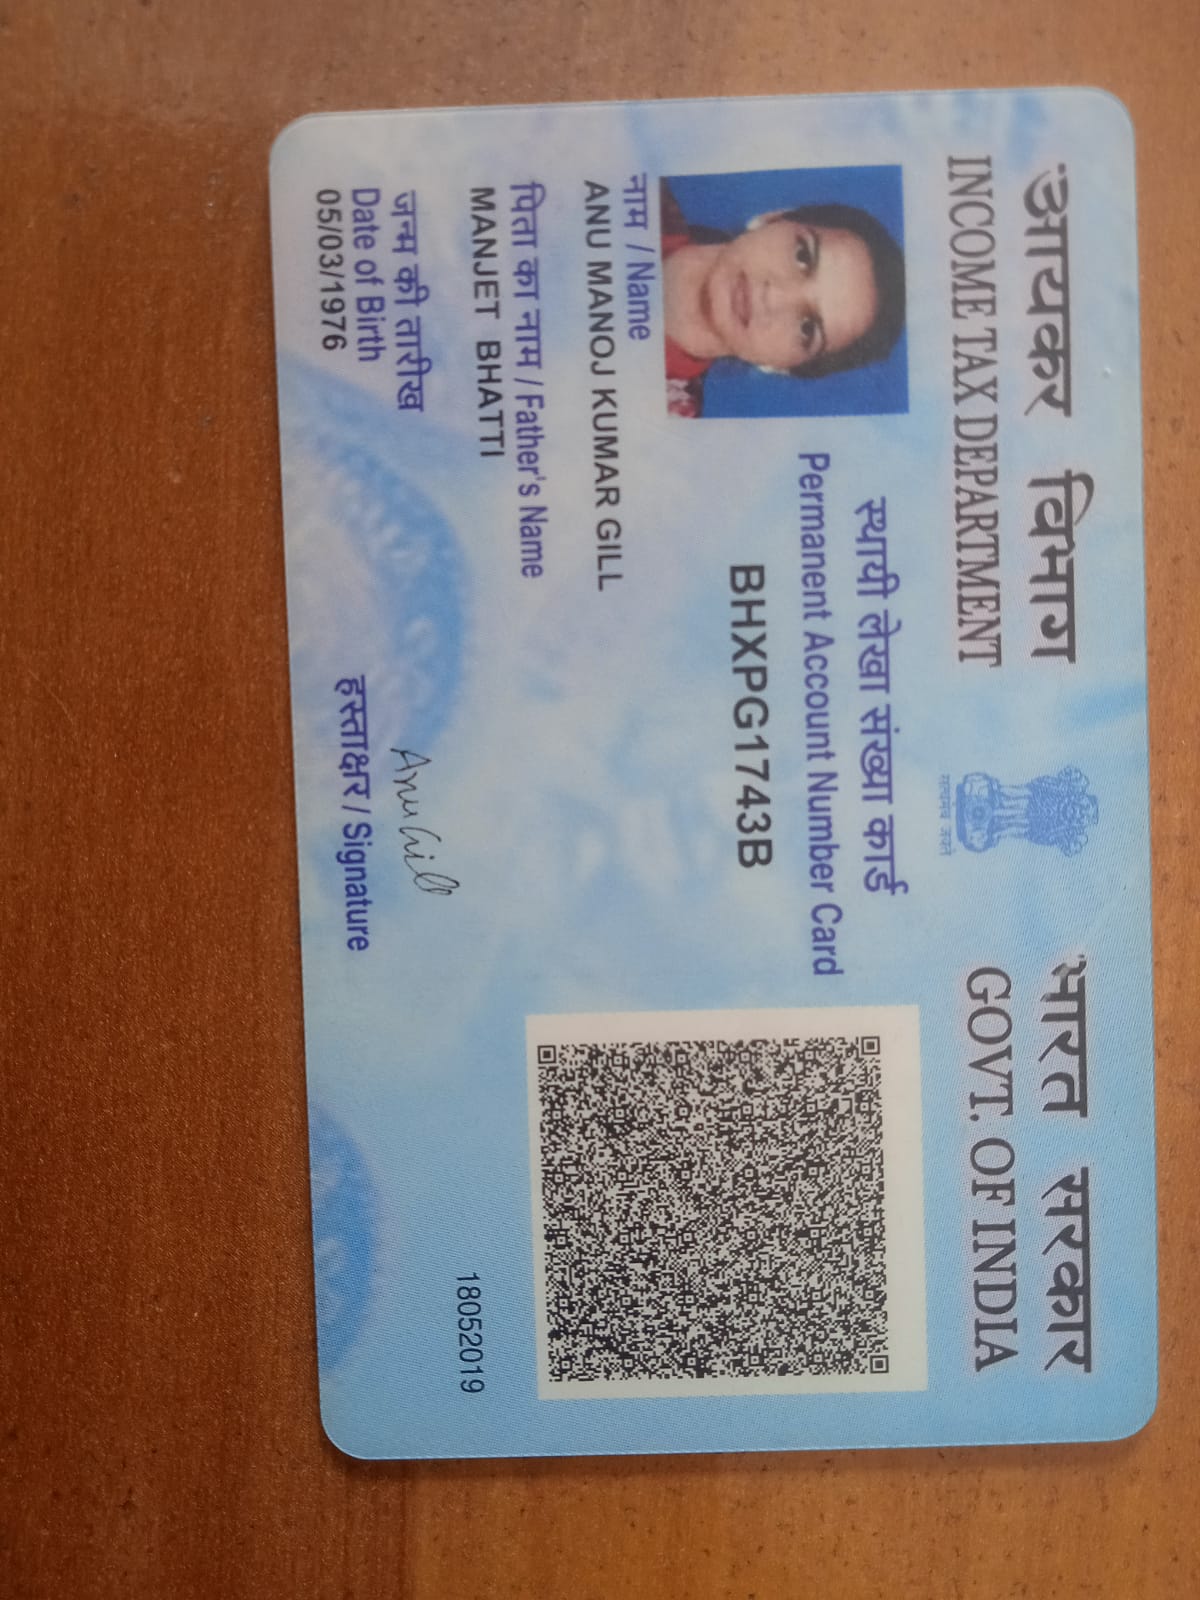 आयकर विभाग
INCOME TAX DEPARTMENT
सत्यमेव जयते
भारत सरकार
GOVT. OF INDIA
स्थायी लेखा संख्या कार्ड
Permanent Account Number Card
BHXPG1743B
नाम / Name
ANU MANOJ KUMAR GILL
पिता का नाम / Father's Name
MANJET BHATTI
18052019
जन्म की तारीख
Date of Birth
05/03/1976
Anu Gill
हस्ताक्षर / Signature